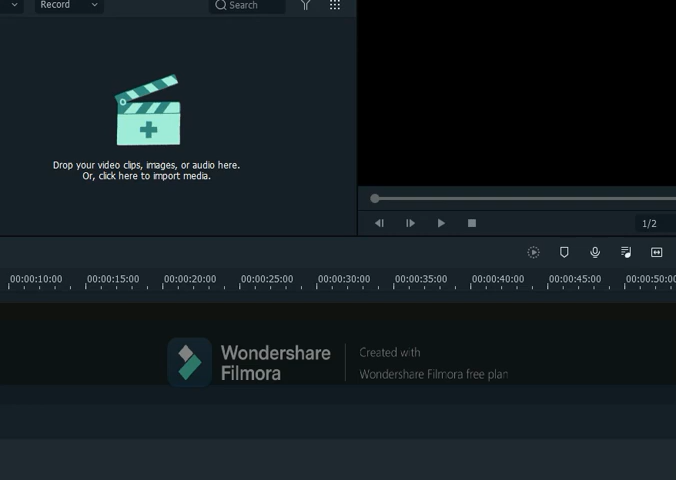 Record
Search
Drop your video clips, images, or audio here.
Or, click here to import media.
1/2
00:00:10:00 00:00:15:00 00:00:20:00 00:00:25:00 00:00:30:00 00:00:35:00 00:00:40:00 00:00:45:00 00:00:50:00
Wondershare
Filmora
Created with
Wondershare Filmora free plan